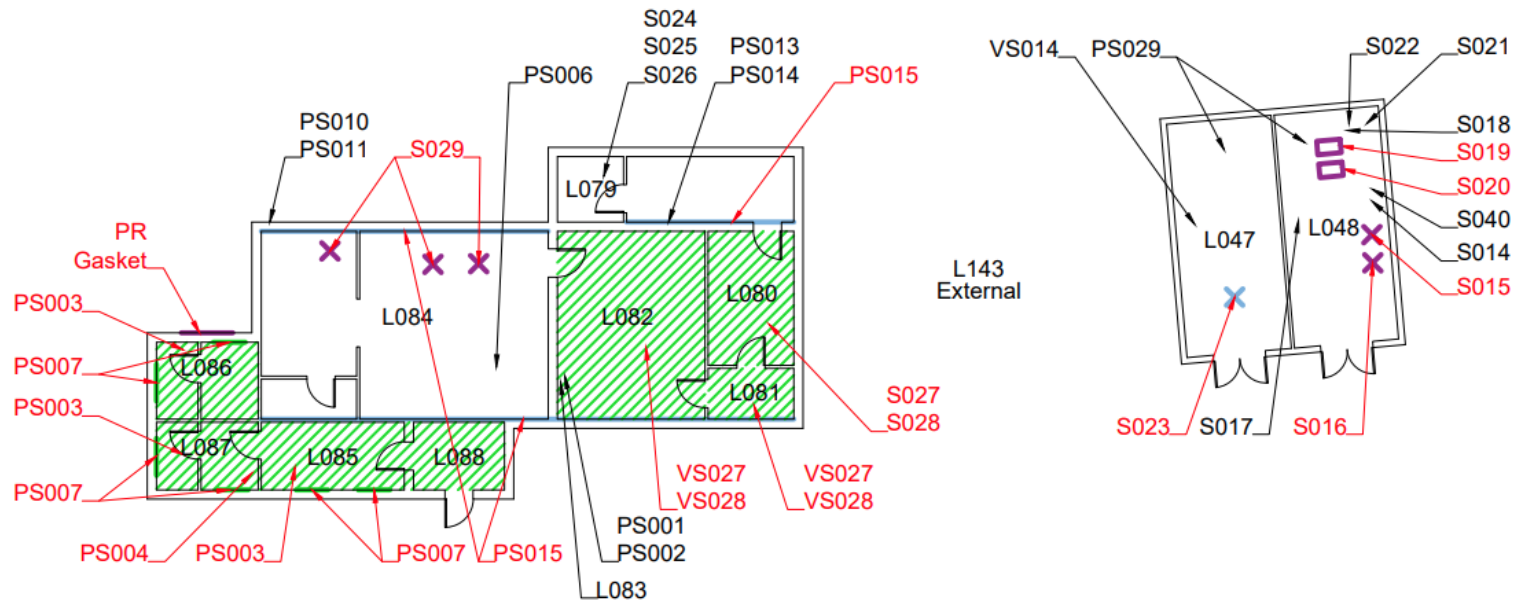 S024
S025
S026
PS013
PS014
PS006
PS015
PS010
PS011
S029
PR
Gasket
PS003
PS007
PS003
PS007
PS004
PS003
PS007
PS015
PS001
PS002
L083
VS027
VS028
VS027
VS028
S027
S028
L079
L080
L081
L082
L084
L086
L087
L085
L088
L143
External
VS014
PS029
S022
S021
S018
S019
S020
S040
S014
S015
S016
S017
S023
L047
L048